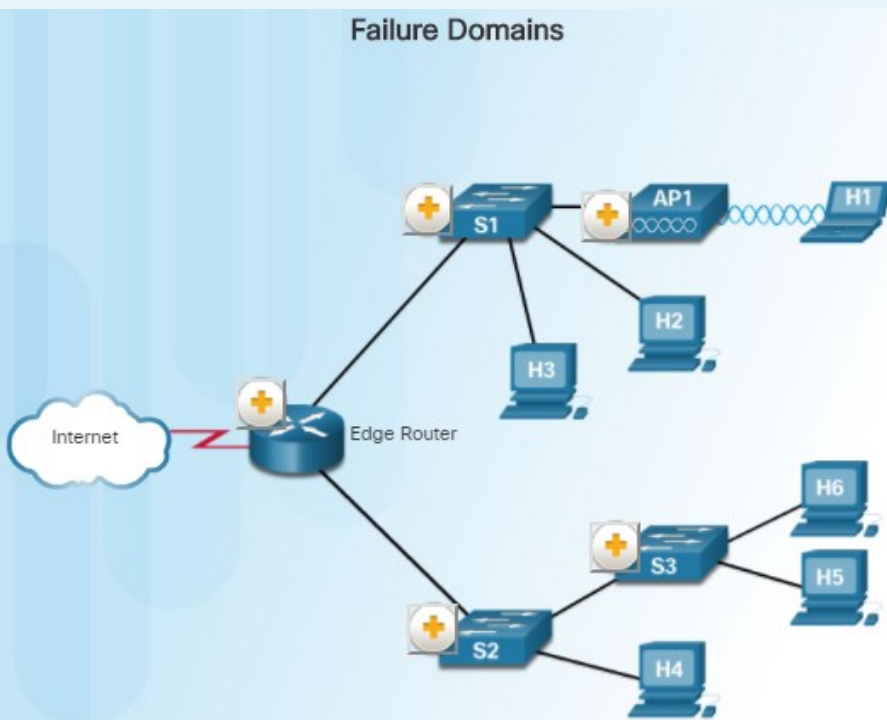 Failure Domains
S1
AP1
H1
H2
H3
Internet
Edge Router
H6
S3
H5
S2
H4